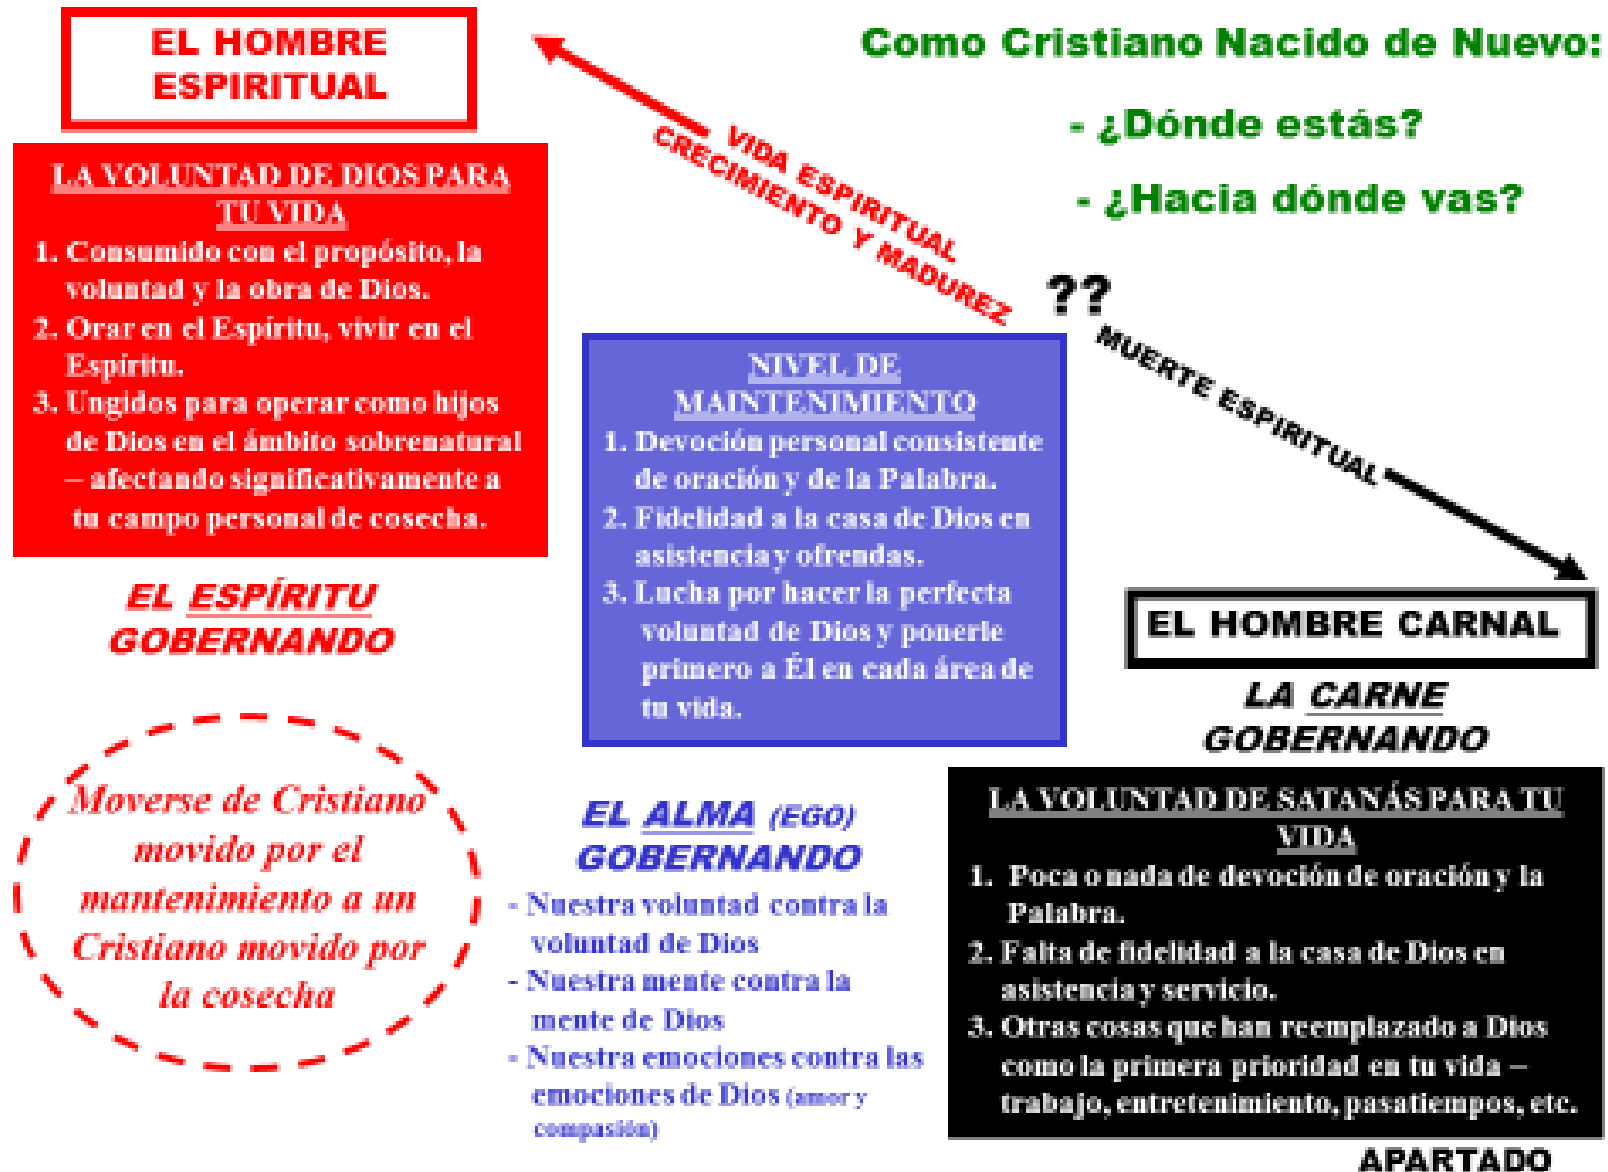 EL HOMBRE
ESPIRITUAL
LA VOLUNTAD DE DIOS PARA
TU VIDA
1. Consumido con el propósito, la
voluntad y la obra de Dios.
2. Orar en el Espíritu, vivir en el
Espíritu.
3. Ungidos para operar como hijos
de Dios en el ámbito sobrenatural
– afectando significativamente a
tu campo personal de cosecha.
EL ESPÍRITU
GOBERNANDO
Moverse de Cristiano
movido por el
mantenimiento a un
Cristiano movido por
la cosecha
VIDA ESPIRITUAL
CRECIMIENTO Y MADUREZ
Como Cristiano Nacido de Nuevo:
- ¿Dónde estás?
- ¿Hacia dónde vas?
??
MUERTE ESPIRITUAL
NIVEL DE
MAINTENIMIENTO
1. Devoción personal consistente
de oración y de la Palabra.
2. Fidelidad a la casa de Dios en
asistencia y ofrendas.
3. Lucha por hacer la perfecta
voluntad de Dios y ponerle
primero a Él en cada área de
tu vida.
EL ALMA (EGO)
GOBERNANDO
- Nuestra voluntad contra la
voluntad de Dios
- Nuestra mente contra la
mente de Dios
- Nuestra emociones contra las
emociones de Dios (amor y
compasión)
EL HOMBRE CARNAL
LA CARNE
GOBERNANDO
LA VOLUNTAD DE SATANÁS PARA TU
VIDA
1. Poca o nada de devoción de oración y la
Palabra.
2. Falta de fidelidad a la casa de Dios en
asistencia y servicio.
3. Otras cosas que han reemplazado a Dios
como la primera prioridad en tu vida –
trabajo, entretenimiento, pasatiempos, etc.
APARTADO